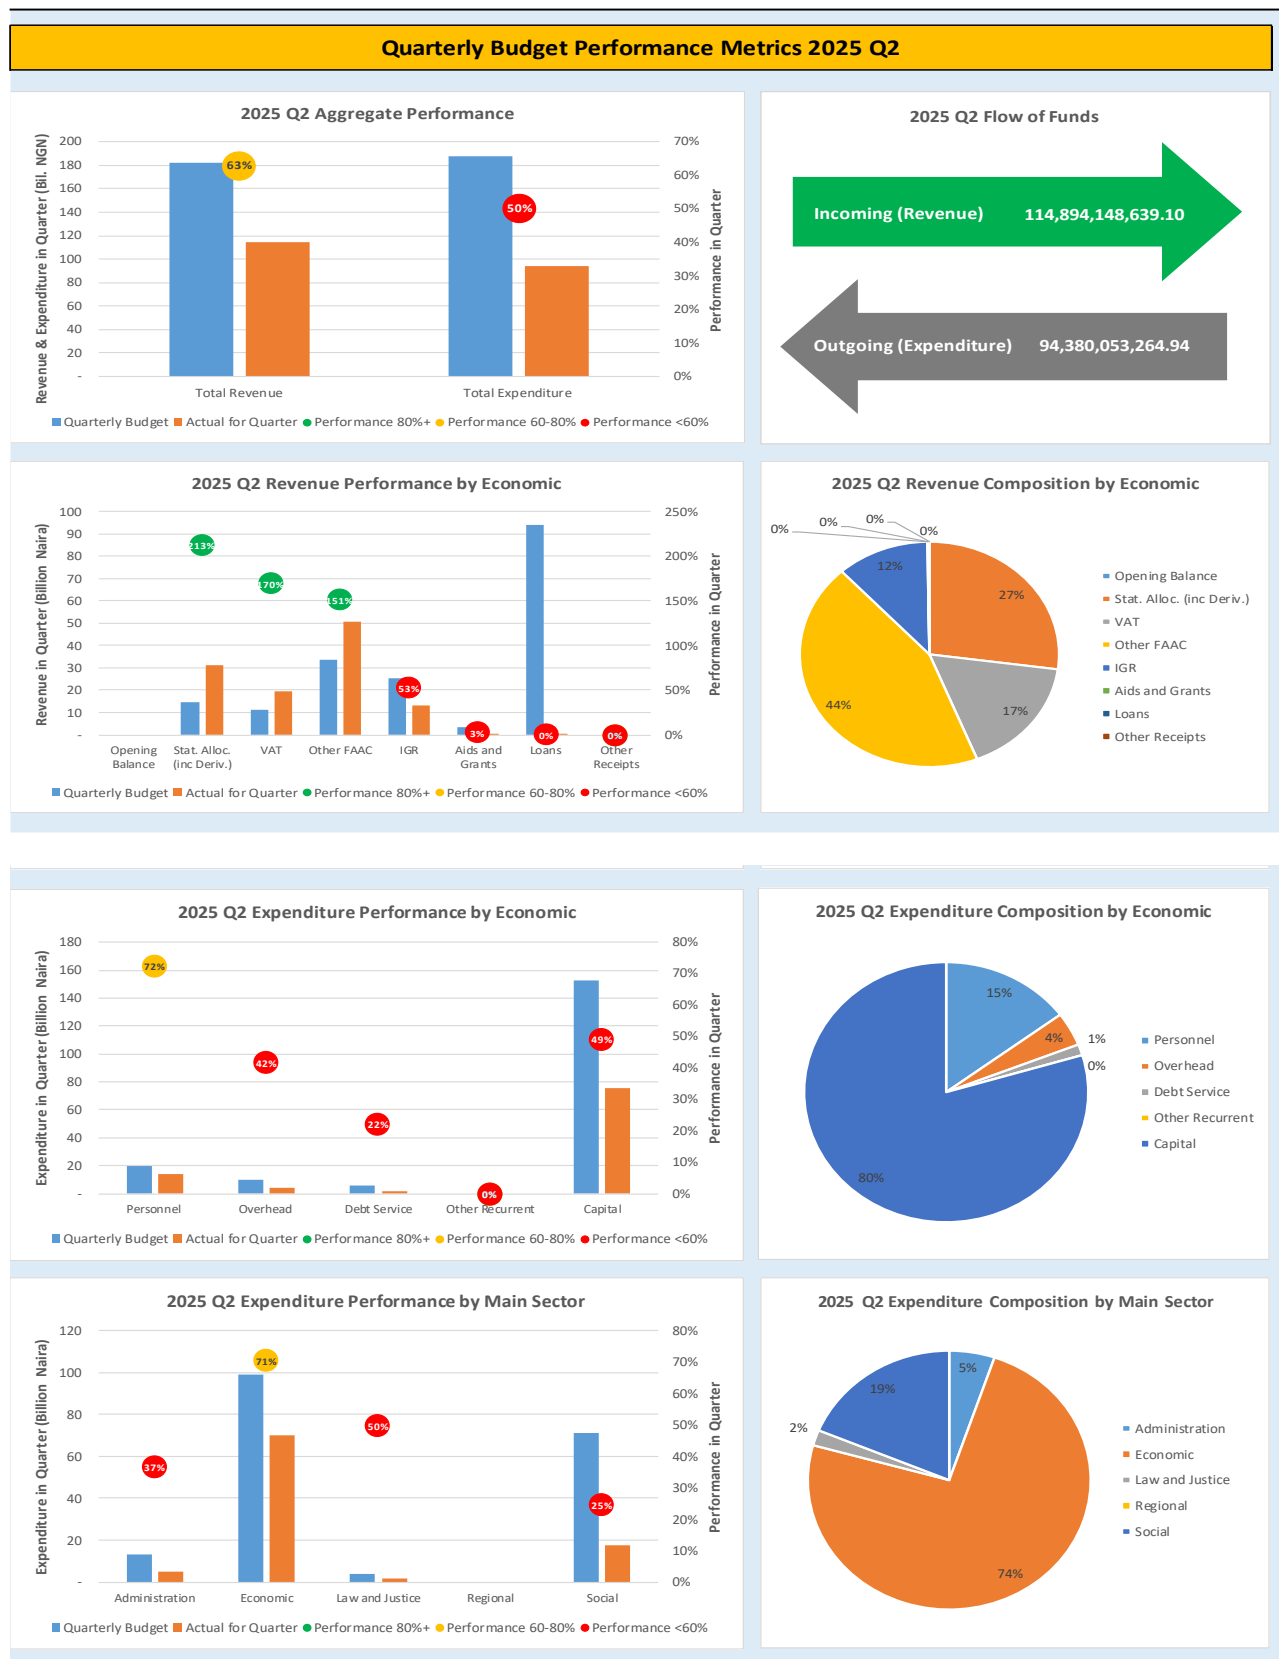 Quarterly Budget Performance Metrics 2025 Q2
2025 Q2 Aggregate Performance
Revenue & Expenditure in Quarter (Bil. NGN)
200
180
160
140
120
100
80
60
40
20
-
63%
50%
70%
60%
50%
40%
30%
20%
10%
0%
Performance in Quarter
Total Revenue
Total Expenditure
Quarterly Budget Actual for Quarter Performance 80%+ Performance 60-80% Performance <60%
2025 Q2 Flow of Funds
Incoming (Revenue) 114,894,148,639.10
Outgoing (Expenditure) 94,380,053,264.94
2025 Q2 Revenue Performance by Economic
Revenue in Quarter (Billion Naira)
100
90
80
70
60
50
40
30
20
10
-
213%
170%
151%
53%
3%
0%
0%
250%
200%
150%
100%
50%
0%
Performance in Quarter
Opening Balance
Stat. Alloc. (inc Deriv.)
VAT
Other FAAC
IGR
Aids and Grants
Loans
Other Receipts
Quarterly Budget Actual for Quarter Performance 80%+ Performance 60-80% Performance <60%
2025 Q2 Revenue Composition by Economic
0%
0%
0%
0%
12%
27%
44%
17%
Opening Balance
Stat. Alloc. (inc Deriv.)
VAT
Other FAAC
IGR
Aids and Grants
Loans
Other Receipts
2025 Q2 Expenditure Performance by Economic
Expenditure in Quarter (Billion Naira)
180
160
140
120
100
80
60
40
20
-
72%
42%
22%
0%
49%
80%
70%
60%
50%
40%
30%
20%
10%
0%
Performance in Quarter
Personnel
Overhead
Debt Service
Other Recurrent
Capital
Quarterly Budget Actual for Quarter Performance 80%+ Performance 60-80% Performance <60%
2025 Q2 Expenditure Composition by Economic
15%
4%
1%
0%
80%
Personnel
Overhead
Debt Service
Other Recurrent
Capital
2025 Q2 Expenditure Performance by Main Sector
Expenditure in Quarter (Billion Naira)
120
100
80
60
40
20
-
37%
71%
50%
25%
80%
70%
60%
50%
40%
30%
20%
10%
0%
Performance in Quarter
Administration
Economic
Law and Justice
Regional
Social
Quarterly Budget Actual for Quarter Performance 80%+ Performance 60-80% Performance <60%
2025 Q2 Expenditure Composition by Main Sector
5%
19%
2%
74%
Administration
Economic
Law and Justice
Regional
Social